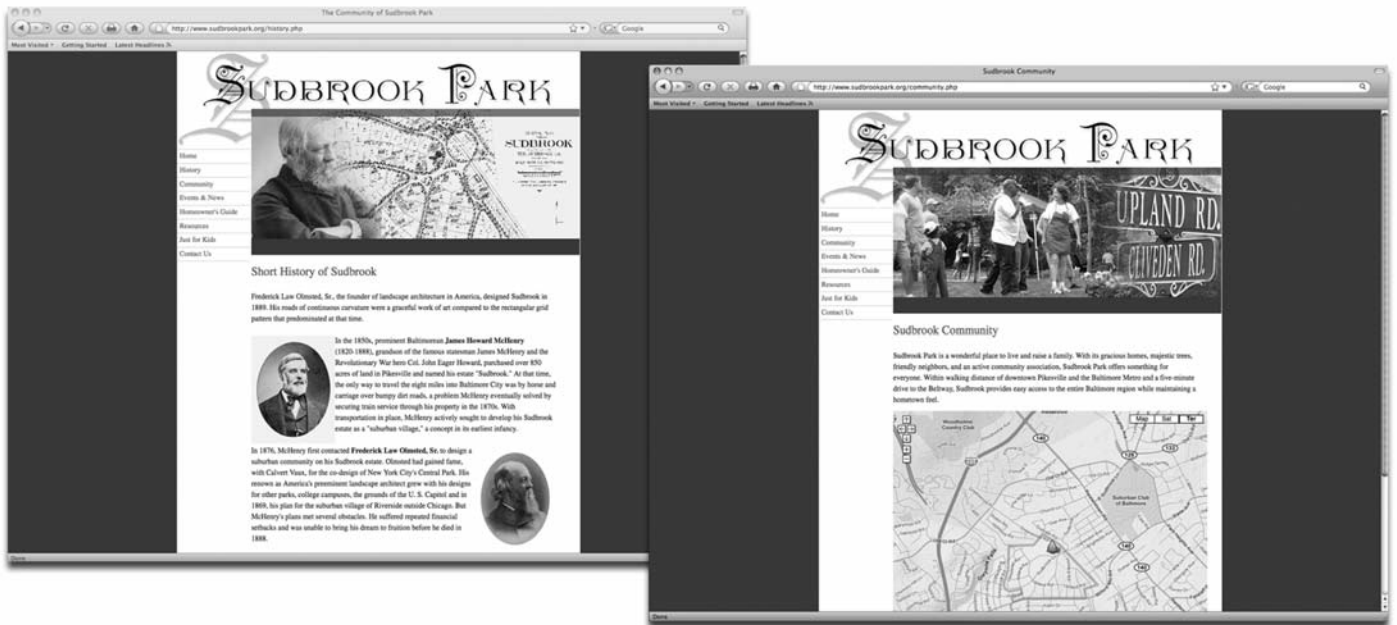 The Community of Sudbrook Park
http://www.sudbrookpark.org/history.php
Google
Most Visited
Getting Started
Latest Headlines
SUDBROOK PARK
SUDBROOK
Home
History
Community
Events & News
Homeowner's Guide
Resources
Just for Kids
Contact Us
Short History of Sudbrook
Frederick Law Olmsted, Sr., the founder of landscape architecture in America, designed Sudbrook in
1889. His roads of continuous curvature were a graceful work of art compared to the rectangular grid
pattern that predominated at that time.
In the 1850s, prominent Baltimorean James Howard McHenry
(1820-1888), grandson of the famous statesman James McHenry and the
Revolutionary War hero Col. John Eager Howard, purchased over 850
acres of land in Pikesville and named his estate "Sudbrook." At that time,
the only way to travel the eight miles into Baltimore City was by horse and
carriage over bumpy dirt roads, a problem McHenry eventually solved by
securing train service through his property in the 1870s. With
transportation in place, McHenry actively sought to develop his Sudbrook
estate as a "suburban village," a concept in its earliest infancy.
In 1876, McHenry first contacted Frederick Law Olmsted, Sr. to design a
suburban community on his Sudbrook estate. Olmsted had gained fame,
with Calvert Vaux, for the co-design of New York City's Central Park. His
renown as America's preeminent landscape architect grew with his designs
for other parks, college campuses, the grounds of the U. S. Capitol and in
1869, his plan for the suburban village of Riverside outside Chicago. But
McHenry's plans met several obstacles. He suffered repeated financial
setbacks and was unable to bring his dream to fruition before he died in
1888.
Done
Sudbrook Community
http://www.sudbrookpark.org/community.php
Google
Most Visited
Getting Started
Latest Headlines
SUDBROOK PARK
UPLAND RD.
CLIVEDEN RD.
Home
History
Community
Events & News
Homeowner's Guide
Resources
Just for Kids
Contact Us
Sudbrook Community
Sudbrook Park is a wonderful place to live and raise a family. With its gracious homes, majestic trees,
friendly neighbors, and an active community association, Sudbrook Park offers something for
everyone. Within walking distance of downtown Pikesville and the Baltimore Metro and a five-minute
drive to the Beltway, Sudbrook provides easy access to the entire Baltimore region while maintaining a
hometown feel.
Map
Sat
Ter
Woodholme
Country Club
140
129
Suburban Club
of Baltimore
140
140
Done